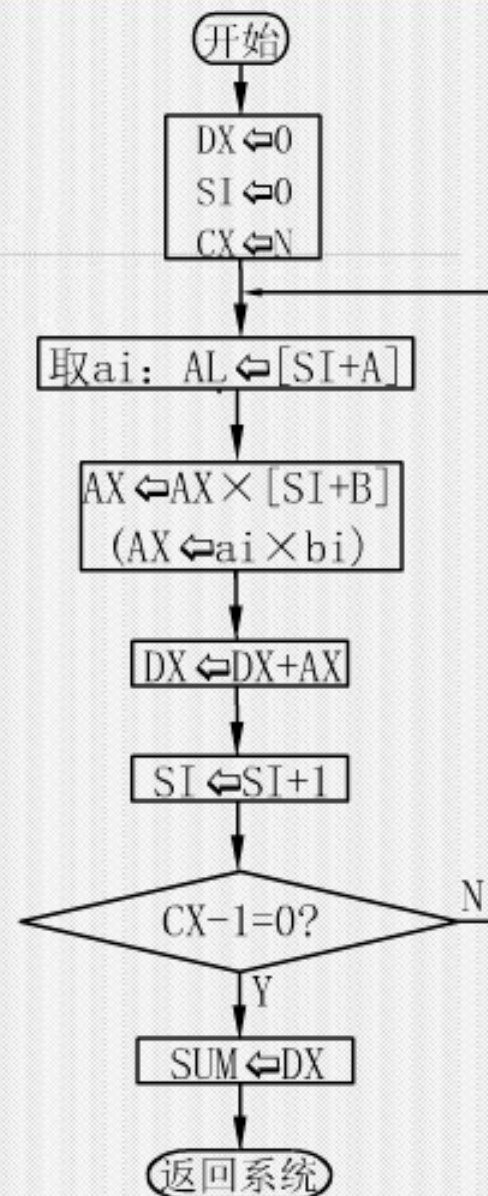 开始
DX⇦0
SI⇦0
CX⇦N
取ai: AL⇦[SI+A]
AX⇦AX×[SI+B]
(AX⇦ai×bi)
DX⇦DX+AX
SI⇦SI+1
CX-1=0?
N
Y
SUM⇦DX
返回系统